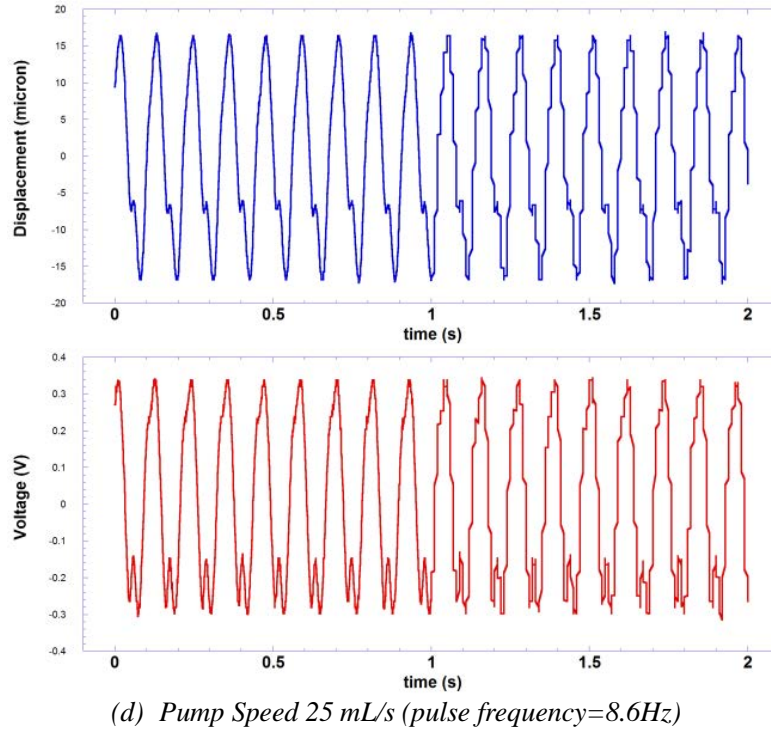 20
15
10
5
0
-5
-10
-15
-20
Displacement (micron)
0 0.5 1 1.5 2
time (s)
0.4
0.3
0.2
0.1
0
-0.1
-0.2
-0.3
-0.4
Voltage (V)
0 0.5 1 1.5 2
time (s)
(d) Pump Speed 25 mL/s (pulse frequency=8.6Hz)